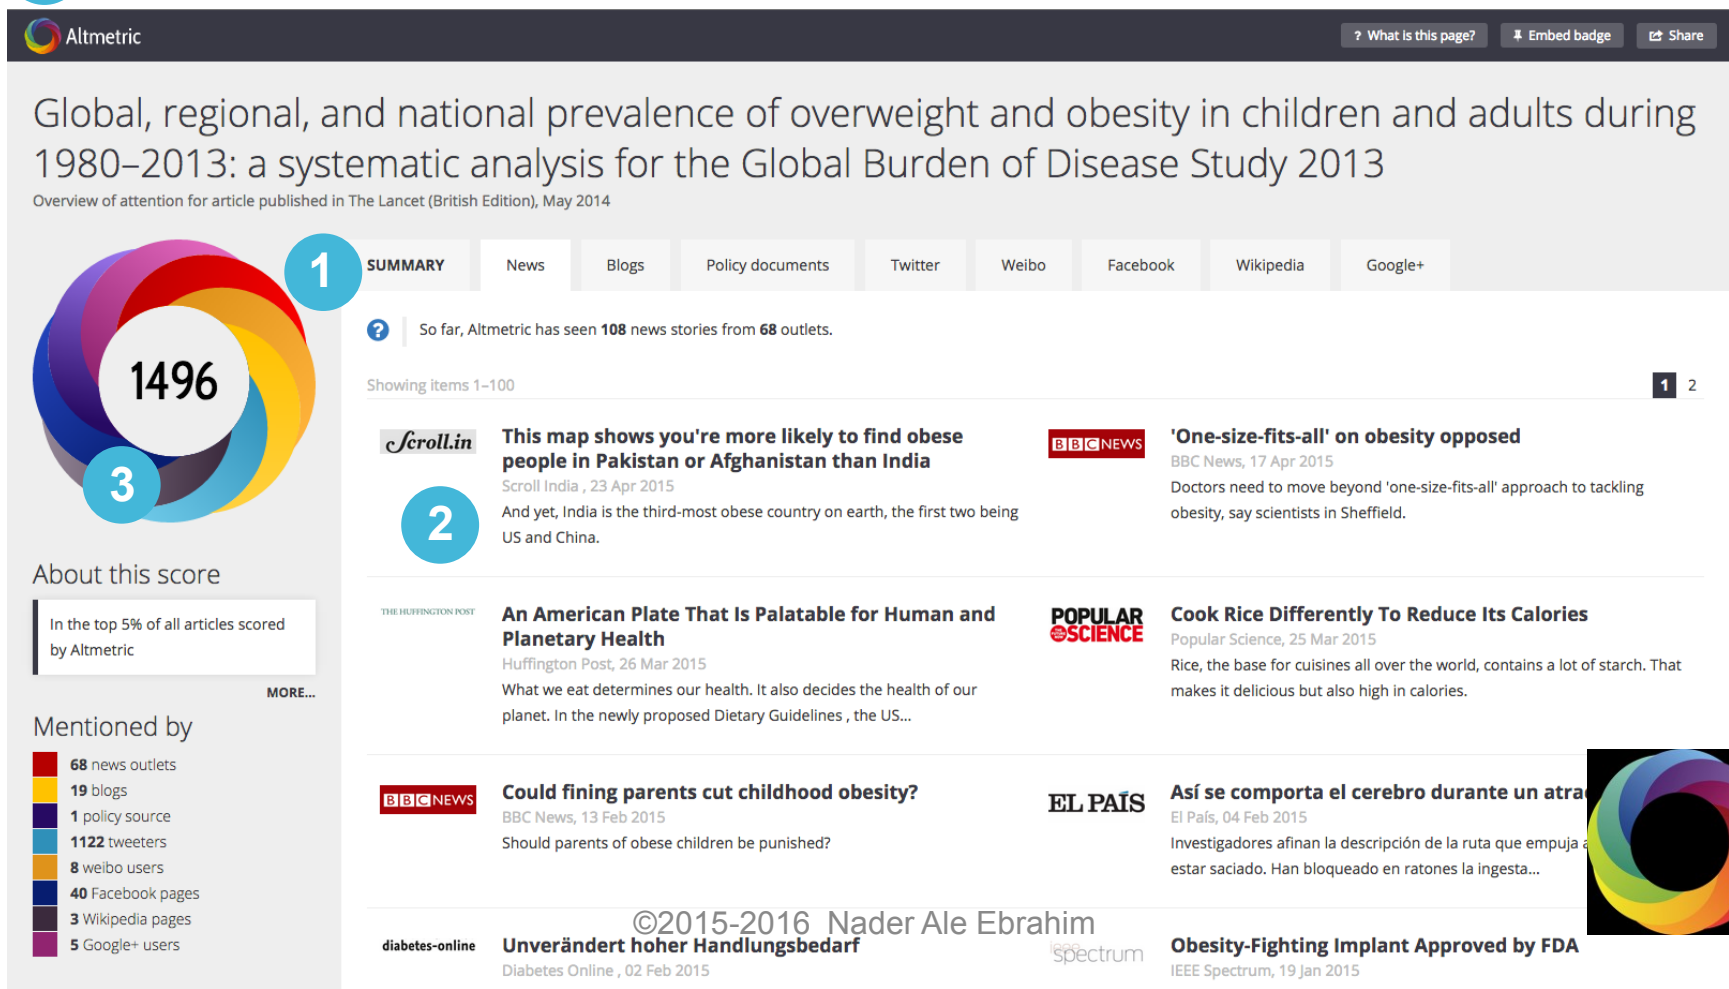 Altmetric
? What is this page?
Embed badge
Share
Global, regional, and national prevalence of overweight and obesity in children and adults during
1980–2013: a systematic analysis for the Global Burden of Disease Study 2013
Overview of attention for article published in The Lancet (British Edition), May 2014
1
SUMMARY
News
Blogs
Policy documents
Twitter
Weibo
Facebook
Wikipedia
Google+
?
So far, Altmetric has seen 108 news stories from 68 outlets.
1496
3
Showing items 1–100
1 2
Scroll.in
This map shows you're more likely to find obese
people in Pakistan or Afghanistan than India
Scroll India , 23 Apr 2015
2
And yet, India is the third-most obese country on earth, the first two being
US and China.
BBC NEWS
'One-size-fits-all' on obesity opposed
BBC News, 17 Apr 2015
Doctors need to move beyond 'one-size-fits-all' approach to tackling
obesity, say scientists in Sheffield.
About this score
In the top 5% of all articles scored
by Altmetric
MORE...
THE HUFFINGTON POST
An American Plate That Is Palatable for Human and
Planetary Health
Huffington Post, 26 Mar 2015
What we eat determines our health. It also decides the health of our
planet. In the newly proposed Dietary Guidelines , the US...
POPULAR
SCIENCE
Cook Rice Differently To Reduce Its Calories
Popular Science, 25 Mar 2015
Rice, the base for cuisines all over the world, contains a lot of starch. That
makes it delicious but also high in calories.
Mentioned by
68 news outlets
19 blogs
1 policy source
1122 tweeters
8 weibo users
40 Facebook pages
3 Wikipedia pages
5 Google+ users
BBC NEWS
Could fining parents cut childhood obesity?
BBC News, 13 Feb 2015
Should parents of obese children be punished?
EL PAÍS
Así se comporta el cerebro durante un atra
El País, 04 Feb 2015
Investigadores afinan la descripción de la ruta que empuja a
estar saciado. Han bloqueado en ratones la ingesta...
©2015-2016 Nader Ale Ebrahim
diabetes-online
Unverändert hoher Handlungsbedarf
Diabetes Online , 02 Feb 2015
ieee
spectrum
Obesity-Fighting Implant Approved by FDA
IEEE Spectrum, 19 Jan 2015